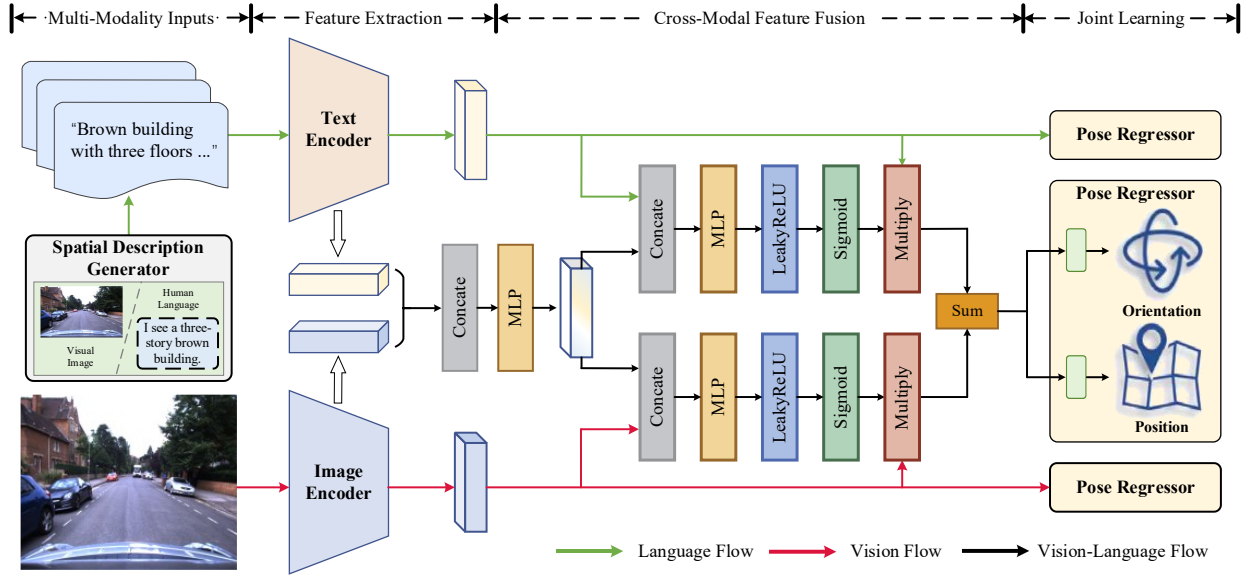 Multi-Modality Inputs
Feature Extraction
Cross-Modal Feature Fusion
Joint Learning
“Brown building
with three floors ...”
Text
Encoder
Pose Regressor
Spatial Description
Generator
Human
Language
Visual
Image
I see a three-
story brown
building.
Concate
MLP
Concate
MLP
LeakyReLU
Sigmoid
Multiply
Concate
MLP
LeakyReLU
Sigmoid
Multiply
Sum
Pose Regressor
Orientation
Position
Image
Encoder
Pose Regressor
Language Flow
Vision Flow
Vision-Language Flow